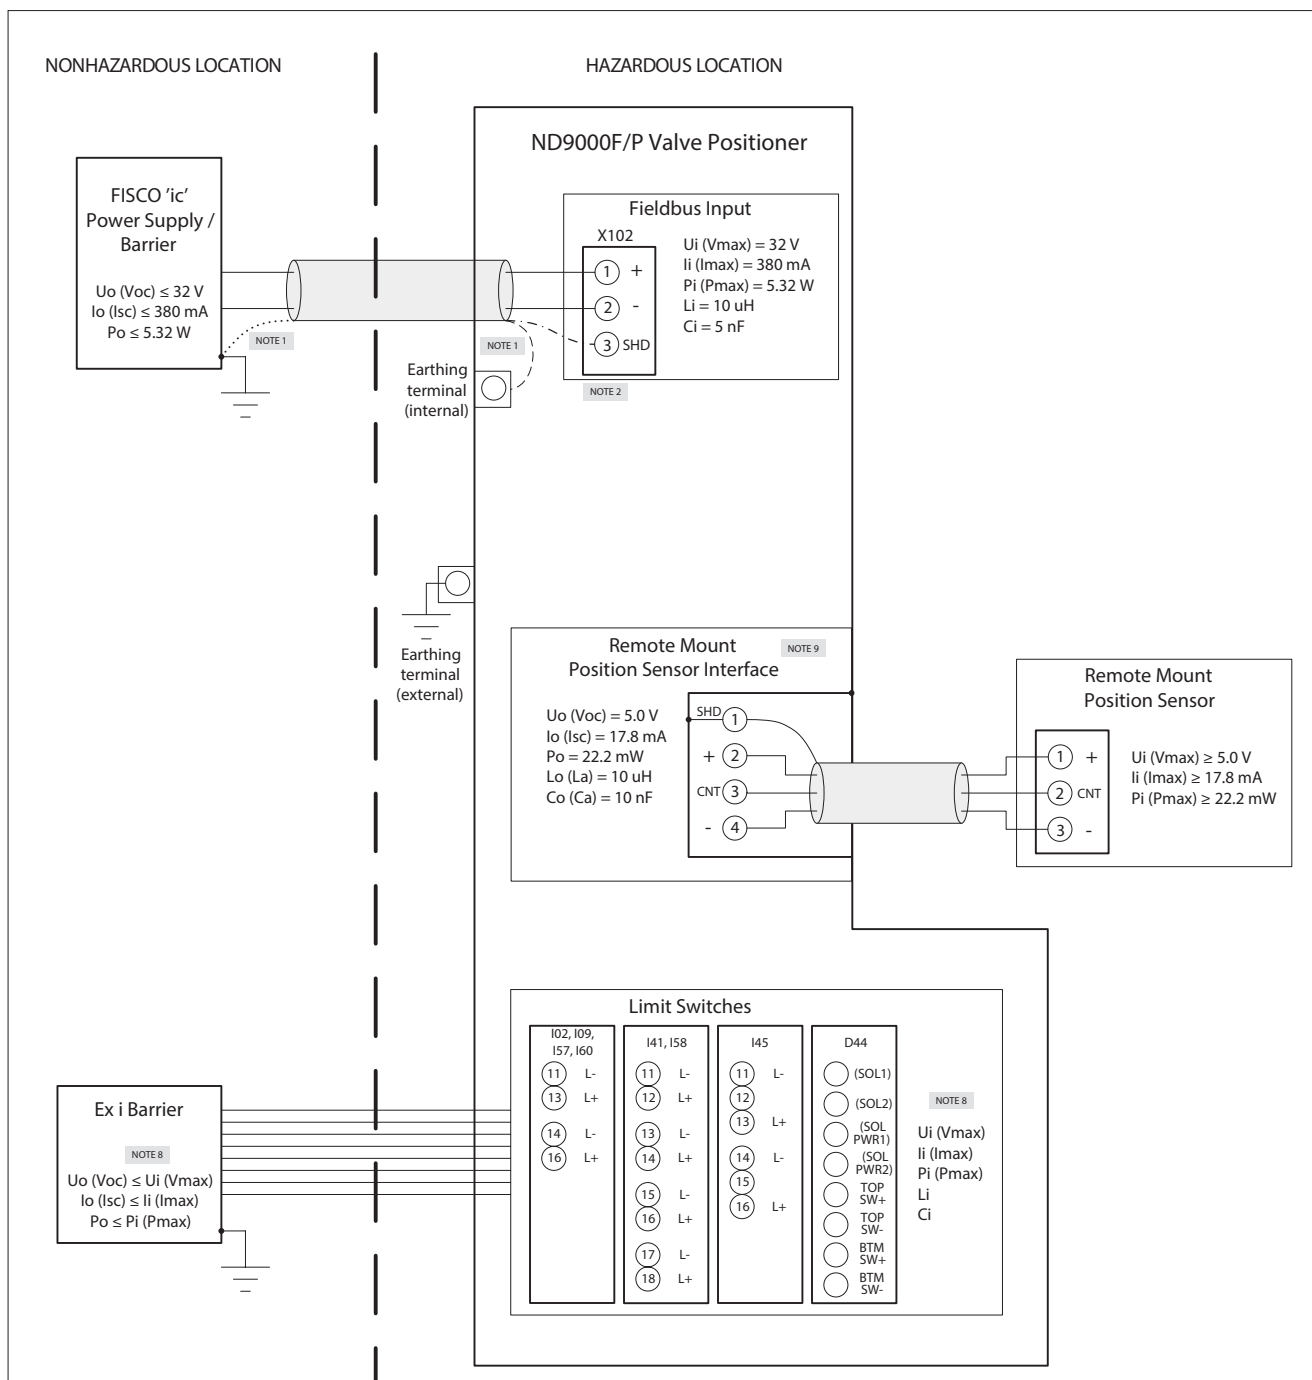 NONHAZARDOUS LOCATION
HAZARDOUS LOCATION
ND9000F/P Valve Positioner
FISCO ’ic’
Power Supply /
Barrier
Uo (Voc) ≤ 32 V
Io (Isc) ≤ 380 mA
Po ≤ 5.32 W
NOTE 1
Fieldbus Input
X102
1 +
2 -
3 SHD
Ui (Vmax) = 32 V
Ii (Imax) = 380 mA
Pi (Pmax) = 5.32 W
Li = 10 uH
Ci = 5 nF
NOTE 1
NOTE 2
Earthing
terminal
(internal)
Earthing
terminal
(external)
Remote Mount
Position Sensor Interface
NOTE 9
Uo (Voc) = 5.0 V
Io (Isc) = 17.8 mA
Po = 22.2 mW
Lo (La) = 10 uH
Co (Ca) = 10 nF
SHD 1
+ 2
CNT 3
- 4
Remote Mount
Position Sensor
1 +
2 CNT
3 -
Ui (Vmax) ≥ 5.0 V
Ii (Imax) ≥ 17.8 mA
Pi (Pmax) ≥ 22.2 mW
Limit Switches
I02, I09,
I57, I60
11 L-
13 L+
14 L-
16 L+
I41, I58
11 L-
12 L+
13 L-
14 L+
15 L-
16 L+
17 L-
18 L+
I45
11 L-
12
13 L+
14 L-
15
16 L+
D44
(SOL1)
(SOL2)
(SOL
PWR1)
(SOL
PWR2)
TOP
SW+
TOP
SW-
BTM
SW+
BTM
SW-
NOTE 8
Ui (Vmax)
Ii (Imax)
Pi (Pmax)
Li
Ci
Ex i Barrier
NOTE 8
Uo (Voc) ≤ Ui (Vmax)
Io (Isc) ≤ Ii (Imax)
Po ≤ Pi (Pmax)